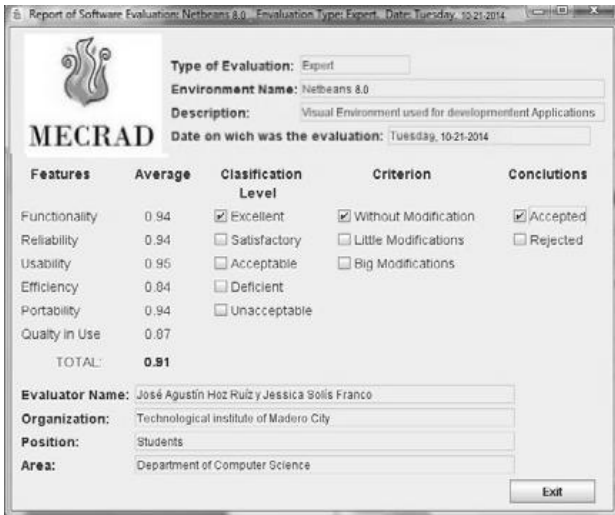 Report of Software Evaluation: Netbeans 8.0 Envaluation Type: Expert. Date: Tuesday, 10-21-2014
MECRAD
Type of Evaluation: Expert
Environment Name: Netbeans 8.0
Description: Visual Environment used for developmentent Applications
Date on wich was the evaluation: Tuesday, 10-21-2014
Features Average Clasification Level Criterion Conclutions
Functionality 0.94 Excellent Without Modification Accepted
Reliability 0.94 Satisfactory Little Modifications Rejected
Usability 0.95 Acceptable Big Modifications
Efficiency 0.84 Deficient
Portability 0.94 Unacceptable
Qualty in Use 0.87
TOTAL: 0.91
Evaluator Name: José Agustín Hoz Ruíz y Jessica Solís Franco
Organization: Technological institute of Madero City
Position: Students
Area: Department of Computer Science
Exit